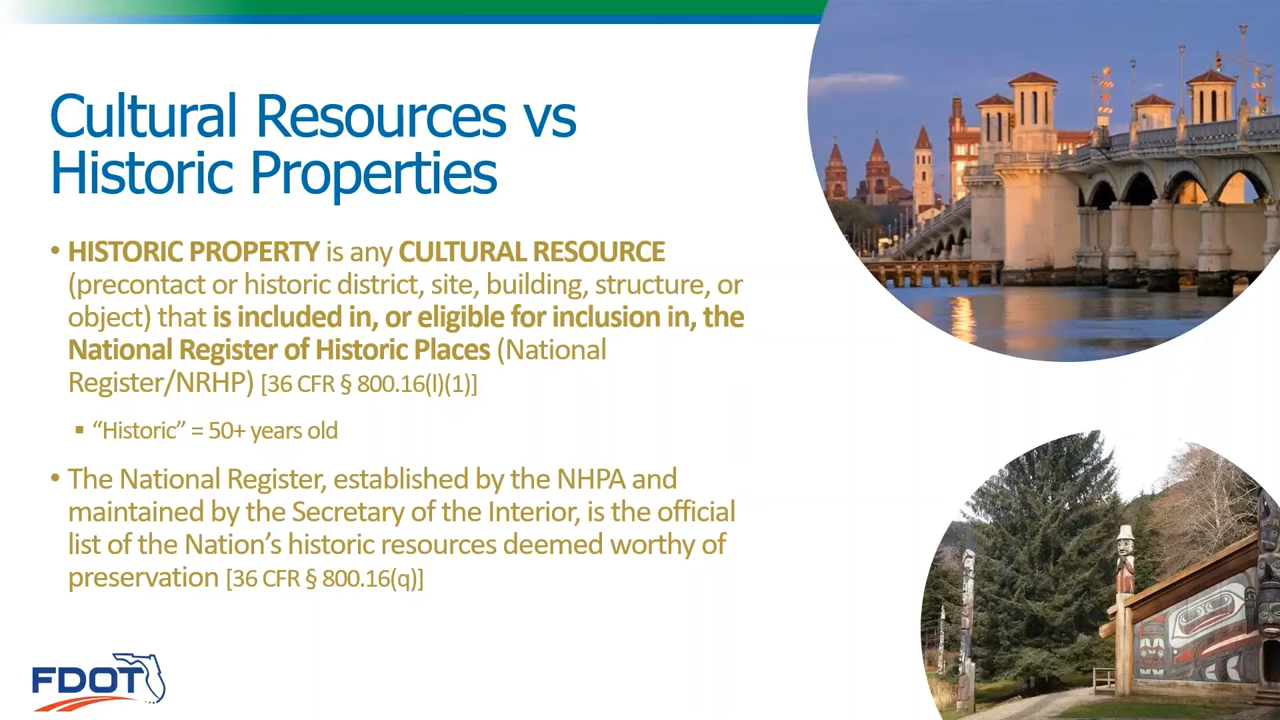 Cultural Resources vs
Historic Properties
• HISTORIC PROPERTY is any CULTURAL RESOURCE
(precontact or historic district, site, building, structure, or
object) that is included in, or eligible for inclusion in, the
National Register of Historic Places (National
Register/NRHP) [36 CFR § 800.16(l)(1)]
▪ “Historic” = 50+ years old
• The National Register, established by the NHPA and
maintained by the Secretary of the Interior, is the official
list of the Nation’s historic resources deemed worthy of
preservation [36 CFR § 800.16(q)]
FDOT